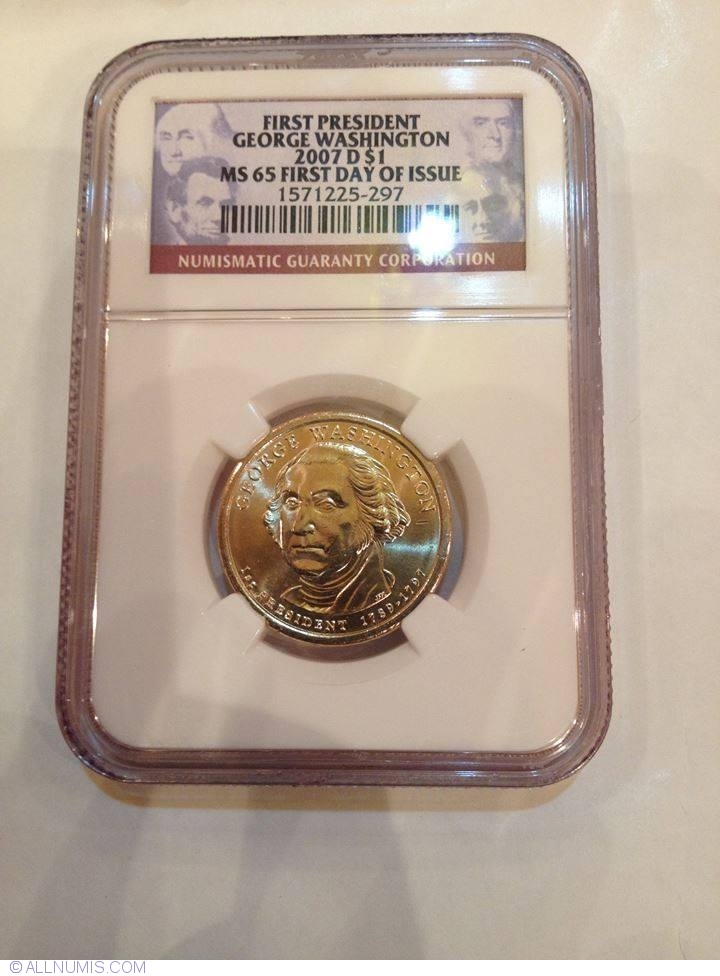 FIRST PRESIDENT
GEORGE WASHINGTON
2007 D $1
MS 65 FIRST DAY OF ISSUE
1571225-297
NUMISMATIC GUARANTY CORPORATION
GEORGE WASHINGTON
1ST PRESIDENT 1789-1797
© ALLNUMIS.COM